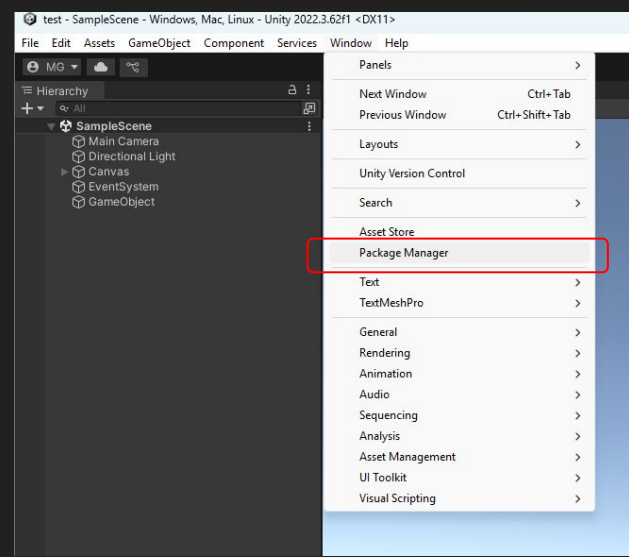 test - SampleScene - Windows, Mac, Linux - Unity 2022.3.62f1 <DX11>
File Edit Assets GameObject Component Services Window Help
MG
Hierarchy
All
SampleScene
Main Camera
Directional Light
Canvas
EventSystem
GameObject
Panels
Next Window Ctrl+Tab
Previous Window Ctrl+Shift+Tab
Layouts
Unity Version Control
Search
Asset Store
Package Manager
Text
TextMeshPro
General
Rendering
Animation
Audio
Sequencing
Analysis
Asset Management
UI Toolkit
Visual Scripting